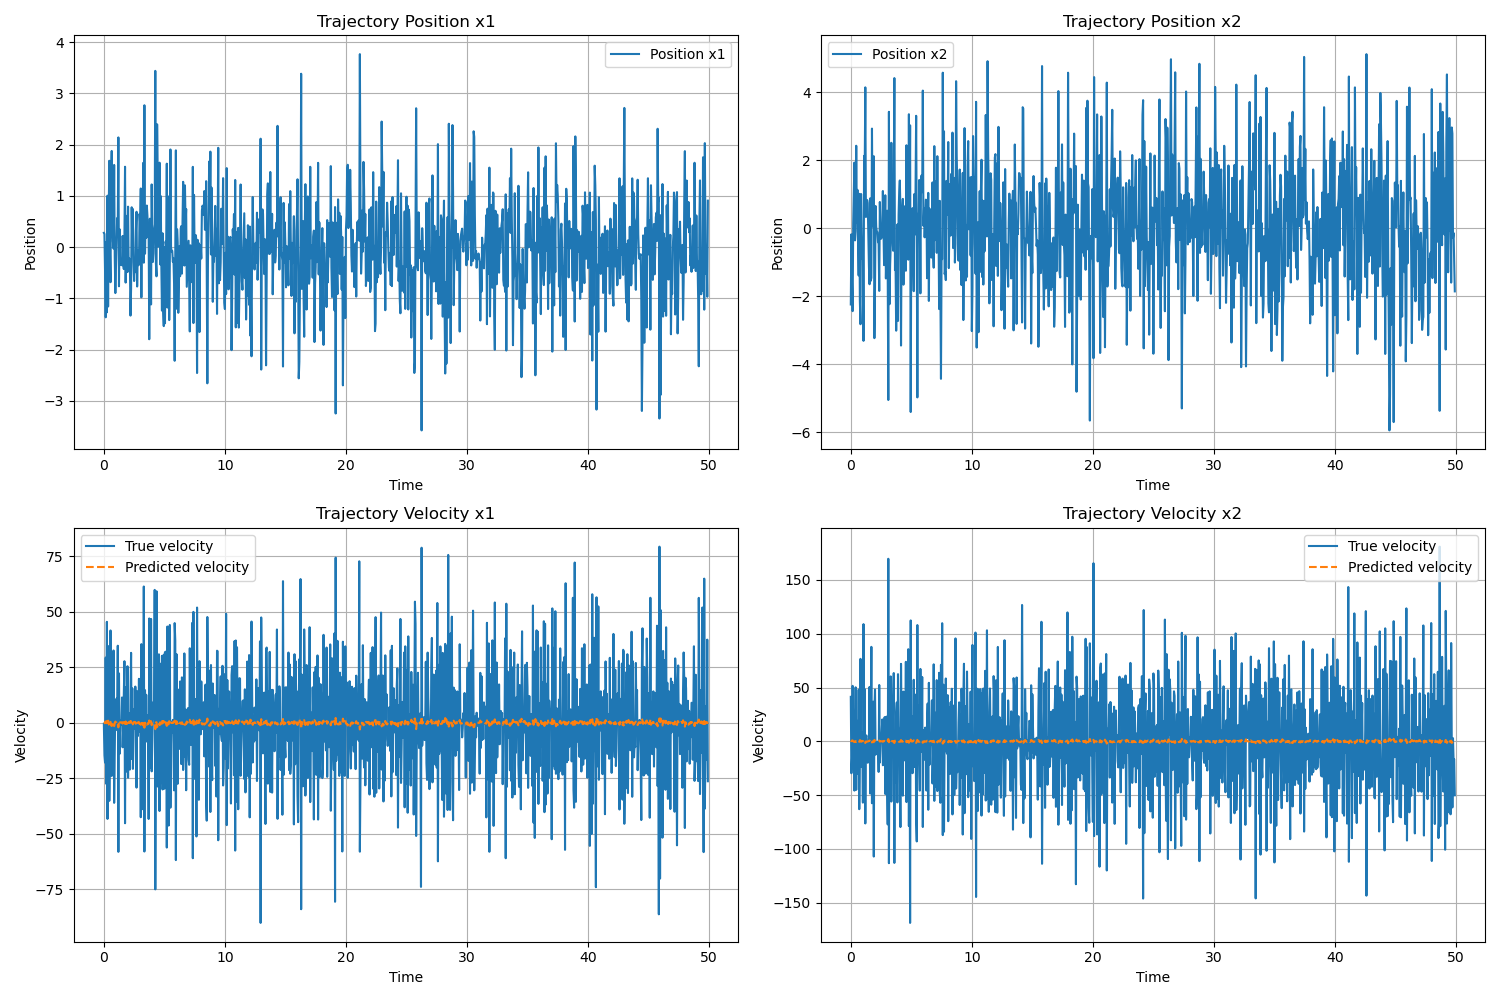 Trajectory Position x1
Position x1
4
3
2
1
0
−1
−2
−3
Position
0 10 20 30 40 50
Time
Trajectory Position x2
Position x2
4
2
0
−2
−4
−6
Position
0 10 20 30 40 50
Time
Trajectory Velocity x1
True velocity
Predicted velocity
75
50
25
0
−25
−50
−75
Velocity
0 10 20 30 40 50
Time
Trajectory Velocity x2
True velocity
Predicted velocity
150
100
50
0
−50
−100
−150
Velocity
0 10 20 30 40 50
Time